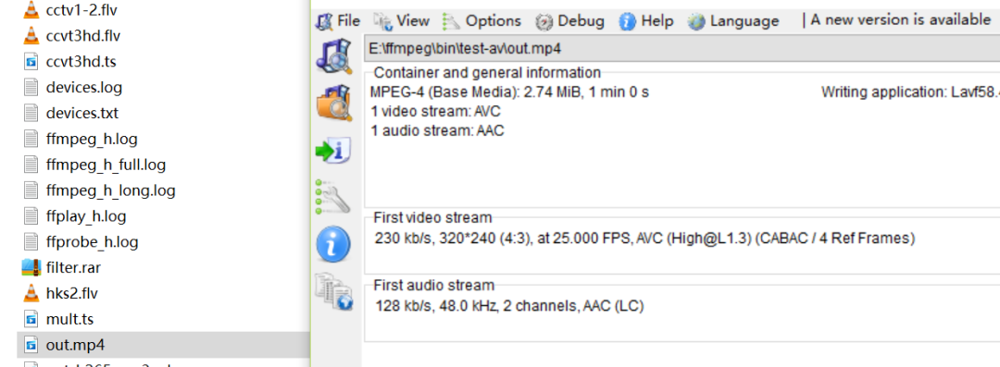 cctv1-2.flv
ccvt3hd.flv
ccvt3hd.ts
devices.log
devices.txt
ffmpeg_h.log
ffmpeg_h_full.log
ffmpeg_h_long.log
ffplay_h.log
ffprobe_h.log
filter.rar
hks2.flv
mult.ts
out.mp4
File View Options Debug Help Language | A new version is available
E:\ffmpeg\bin\test-av\out.mp4
Container and general information
MPEG-4 (Base Media): 2.74 MiB, 1 min 0 s Writing application: Lavf58.
1 video stream: AVC
1 audio stream: AAC
First video stream
230 kb/s, 320*240 (4:3), at 25.000 FPS, AVC (High@L1.3) (CABAC / 4 Ref Frames)
First audio stream
128 kb/s, 48.0 kHz, 2 channels, AAC (LC)